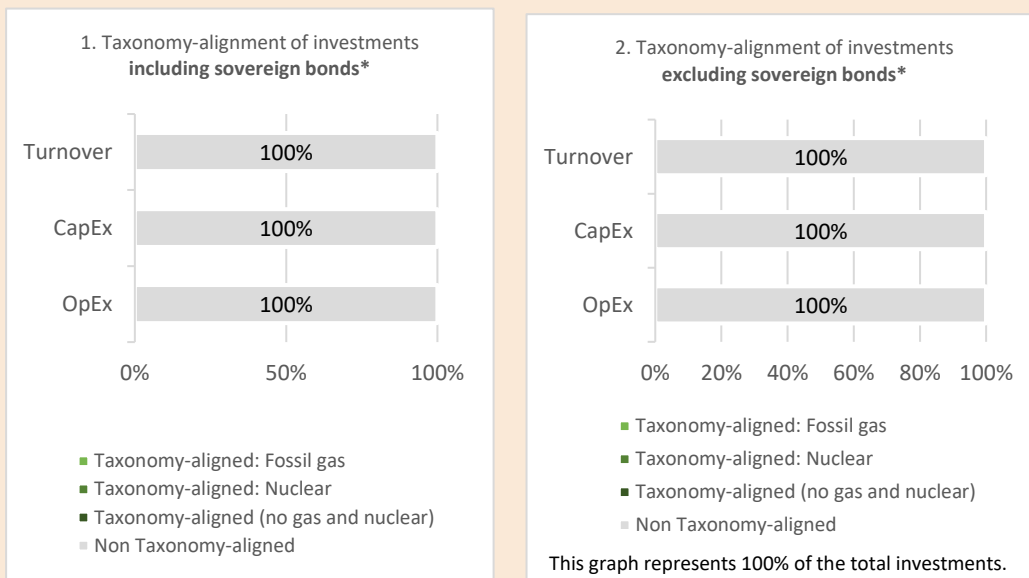 1. Taxonomy-alignment of investments
including sovereign bonds*
Turnover
100%
CapEx
100%
OpEx
100%
0% 50% 100%
Taxonomy-aligned: Fossil gas
Taxonomy-aligned: Nuclear
Taxonomy-aligned (no gas and nuclear)
Non Taxonomy-aligned
2. Taxonomy-alignment of investments
excluding sovereign bonds*
Turnover
100%
CapEx
100%
OpEx
100%
0% 20% 40% 60% 80% 100%
Taxonomy-aligned: Fossil gas
Taxonomy-aligned: Nuclear
Taxonomy-aligned (no gas and nuclear)
Non Taxonomy-aligned
This graph represents 100% of the total investments.